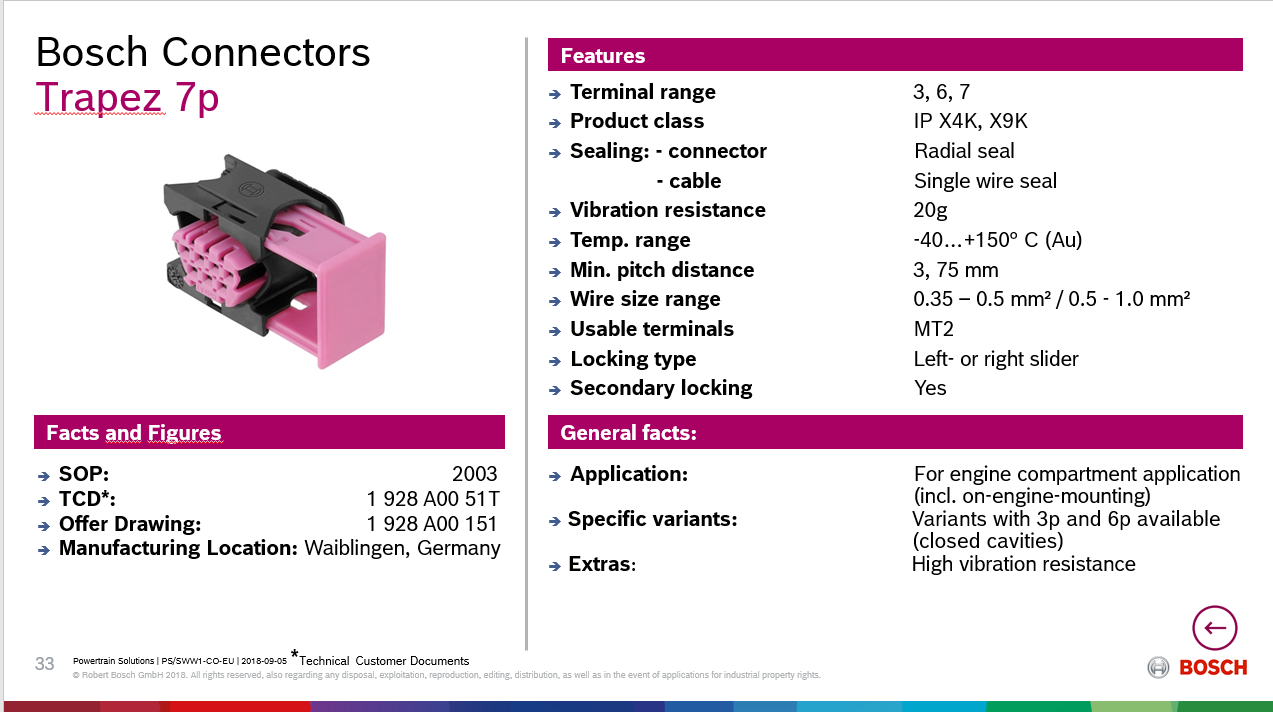 Bosch Connectors
Trapez 7p
Features
Terminal range 3, 6, 7
Product class IP X4K, X9K
Sealing: - connector Radial seal
- cable Single wire seal
Vibration resistance 20g
Temp. range -40...+150° C (Au)
Min. pitch distance 3, 75 mm
Wire size range 0.35 – 0.5 mm² / 0.5 - 1.0 mm²
Usable terminals MT2
Locking type Left- or right slider
Secondary locking Yes
Facts and Figures
SOP: 2003
TCD*: 1 928 A00 51T
Offer Drawing: 1 928 A00 151
Manufacturing Location: Waiblingen, Germany
General facts:
Application: For engine compartment application
(incl. on-engine-mounting)
Specific variants: Variants with 3p and 6p available
(closed cavities)
Extras: High vibration resistance
33 Powertrain Solutions | PS/SWW1-CO-EU | 2018-09-05 *Technical Customer Documents
© Robert Bosch GmbH 2018. All rights reserved, also regarding any disposal, exploitation, reproduction, editing, distribution, as well as in the event of applications for industrial property rights.
BOSCH